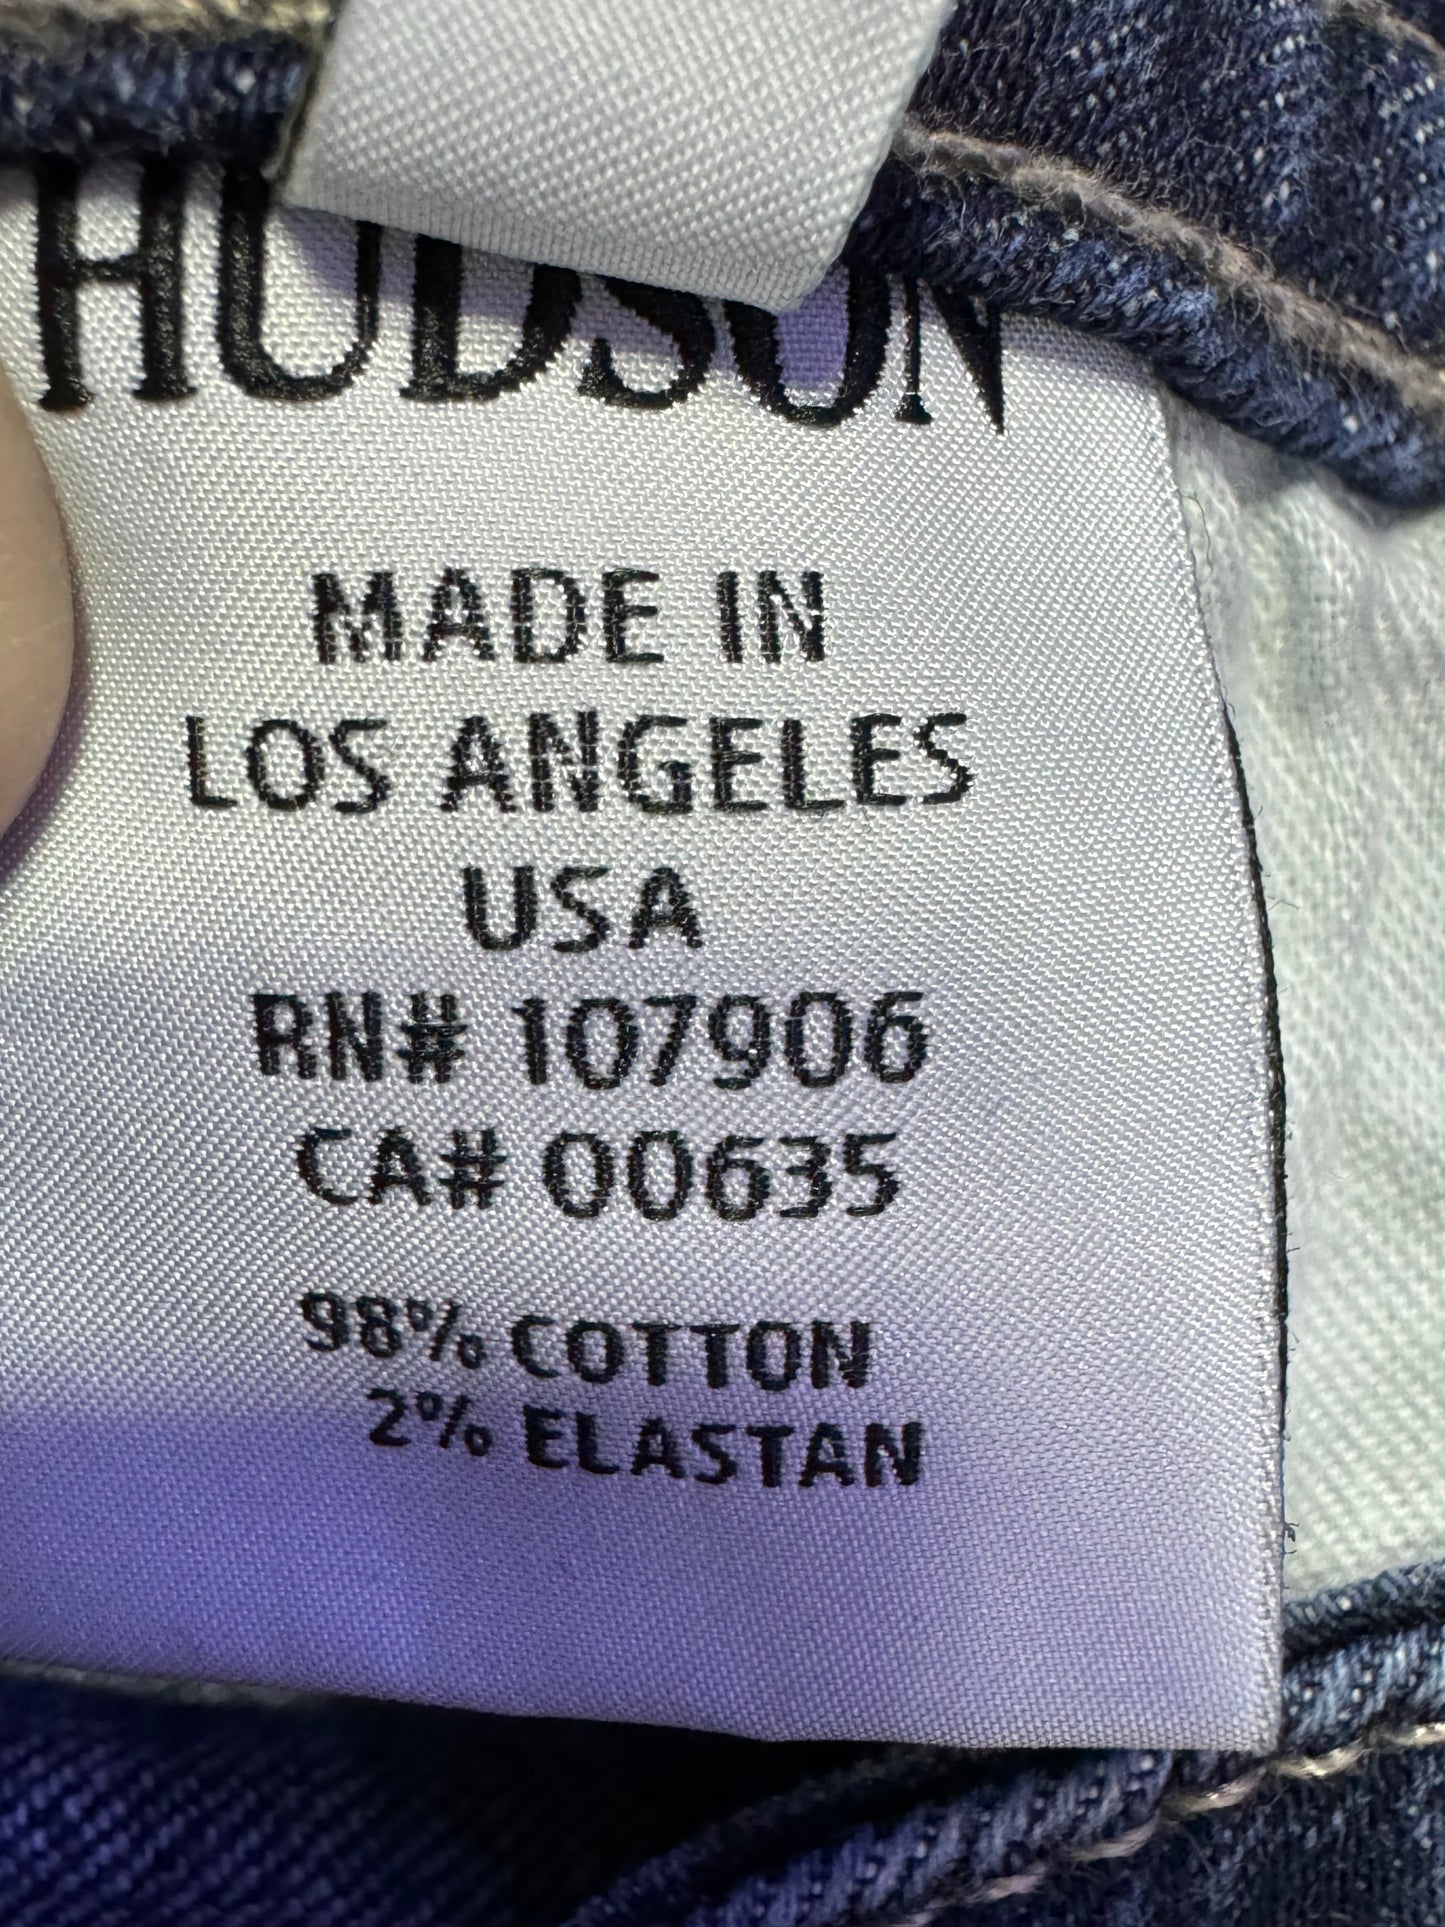 HUDSON
MADE IN
LOS ANGELES
USA
RN# 107906
CA# 00635
98% COTTON
2% ELASTAN